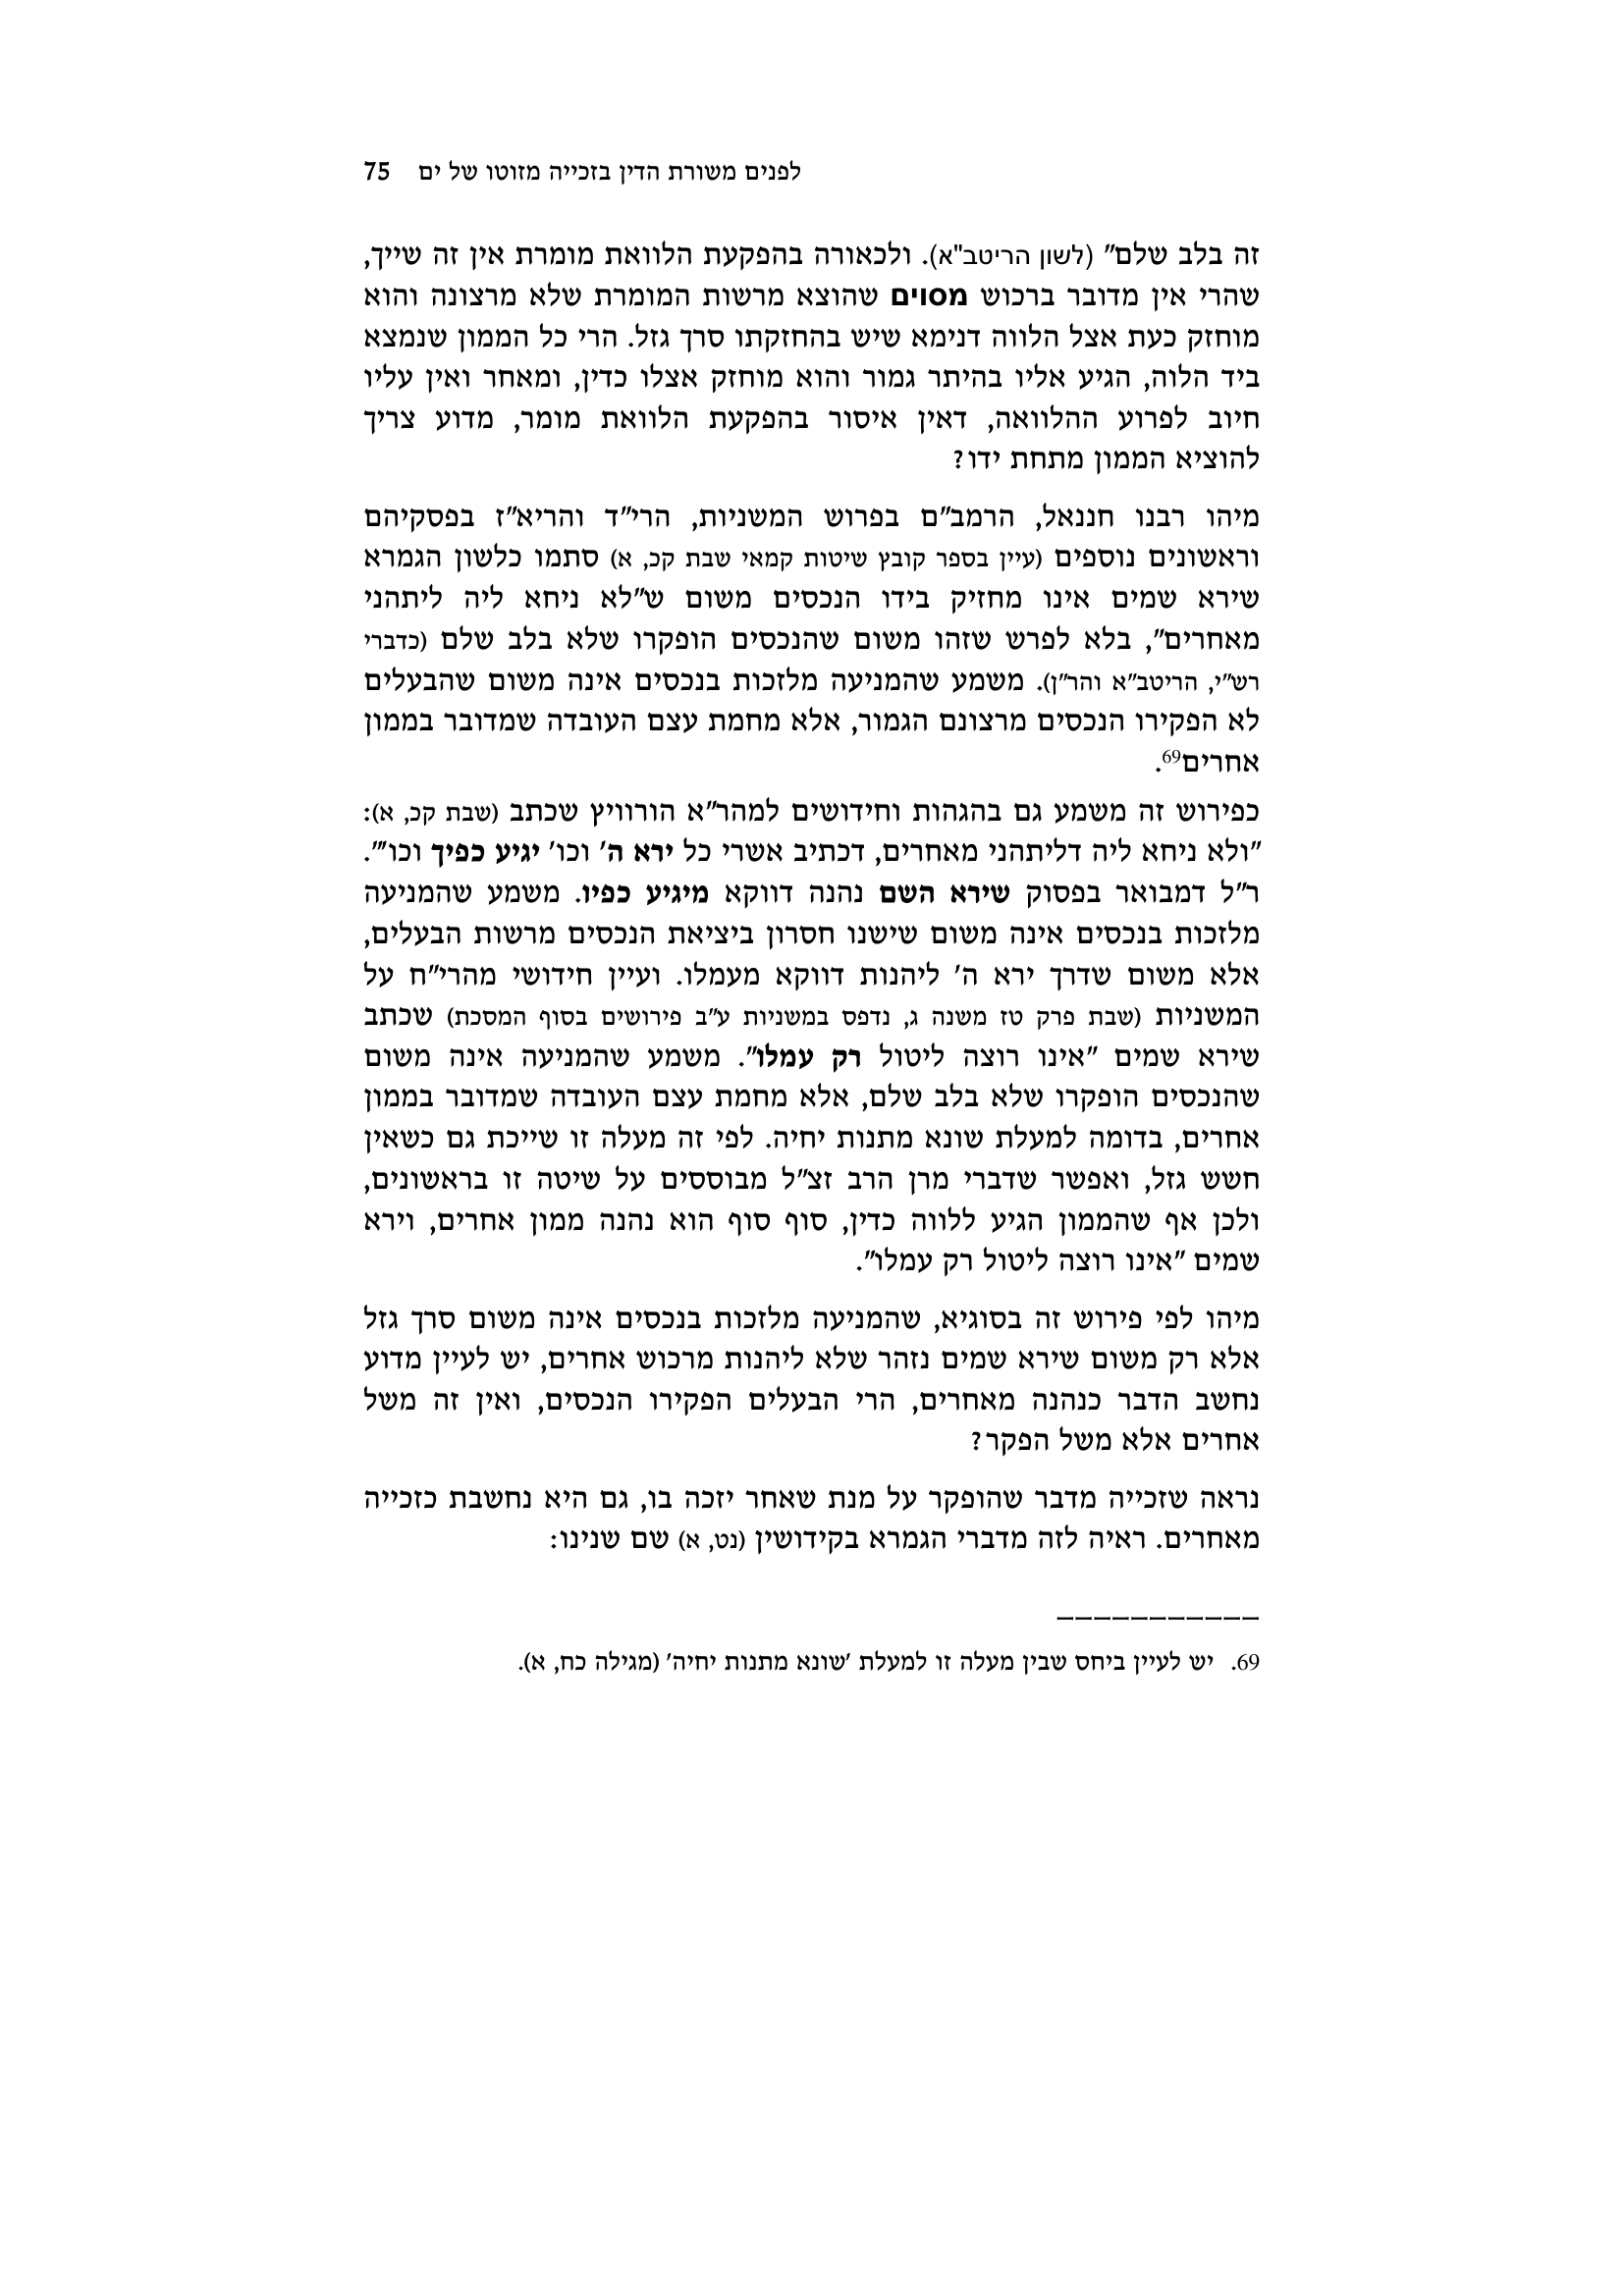 לפנים משורת הדין בזכייה מזוטו של ים 75
זה בלב שלם" (לשון הריטב"א). ולכאורה בהפקעת הלוואת מומרת אין זה שייך,
שהרי אין מדובר ברכוש מסוים שהוצא מרשות המומרת שלא מרצונה והוא
מוחזק כעת אצל הלווה דנימא שיש בהחזקתו סרך גזל. הרי כל הממון שנמצא
ביד הלוה, הגיע אליו בהיתר גמור והוא מוחזק אצלו כדין, ומאחר ואין עליו
חיוב לפרוע ההלוואה, דאין איסור בהפקעת הלוואת מומר, מדוע צריך
להוציא הממון מתחת ידו?
מיהו רבנו חננאל, הרמב"ם בפרוש המשניות, הרי"ד והריא"ז בפסקיהם
וראשונים נוספים (עיין בספר קובץ שיטות קמאי שבת קכ, א) סתמו כלשון הגמרא
שירא שמים אינו מחזיק בידו הנכסים משום ש"לא ניחא ליה ליתהני
מאחרים", בלא לפרש שזהו משום שהנכסים הופקרו שלא בלב שלם (כדברי
רש"י, הריטב"א והר"ן). משמע שהמניעה מלזכות בנכסים אינה משום שהבעלים
לא הפקירו הנכסים מרצונם הגמור, אלא מחמת עצם העובדה שמדובר בממון
אחרים69.
כפירוש זה משמע גם בהגהות וחידושים למהר"א הורוויץ שכתב (שבת קכ, א):
"ולא ניחא ליה דליתהני מאחרים, דכתיב אשרי כל ירא ה' וכו' יגיע כפיך וכו'".
ר"ל דמבואר בפסוק שירא השם נהנה דווקא מיגיע כפיו. משמע שהמניעה
מלזכות בנכסים אינה משום שישנו חסרון ביציאת הנכסים מרשות הבעלים,
אלא משום שדרך ירא ה' ליהנות דווקא מעמלו. ועיין חידושי מהרי"ח על
המשניות (שבת פרק טז משנה ג, נדפס במשניות ע"ב פירושים בסוף המסכת) שכתב
שירא שמים "אינו רוצה ליטול רק עמלו". משמע שהמניעה אינה משום
שהנכסים הופקרו שלא בלב שלם, אלא מחמת עצם העובדה שמדובר בממון
אחרים, בדומה למעלת שונא מתנות יחיה. לפי זה מעלה זו שייכת גם כשאין
חשש גזל, ואפשר שדברי מרן הרב זצ"ל מבוססים על שיטה זו בראשונים,
ולכן אף שהממון הגיע ללווה כדין, סוף סוף הוא נהנה ממון אחרים, וירא
שמים "אינו רוצה ליטול רק עמלו".
מיהו לפי פירוש זה בסוגיא, שהמניעה מלזכות בנכסים אינה משום סרך גזל
אלא רק משום שירא שמים נזהר שלא ליהנות מרכוש אחרים, יש לעיין מדוע
נחשב הדבר כנהנה מאחרים, הרי הבעלים הפקירו הנכסים, ואין זה משל
אחרים אלא משל הפקר?
נראה שזכייה מדבר שהופקר על מנת שאחר יזכה בו, גם היא נחשבת כזכייה
מאחרים. ראיה לזה מדברי הגמרא בקידושין (נט, א) שם שנינו:
69. יש לעיין ביחס שבין מעלה זו למעלת 'שונא מתנות יחיה' (מגילה כח, א).